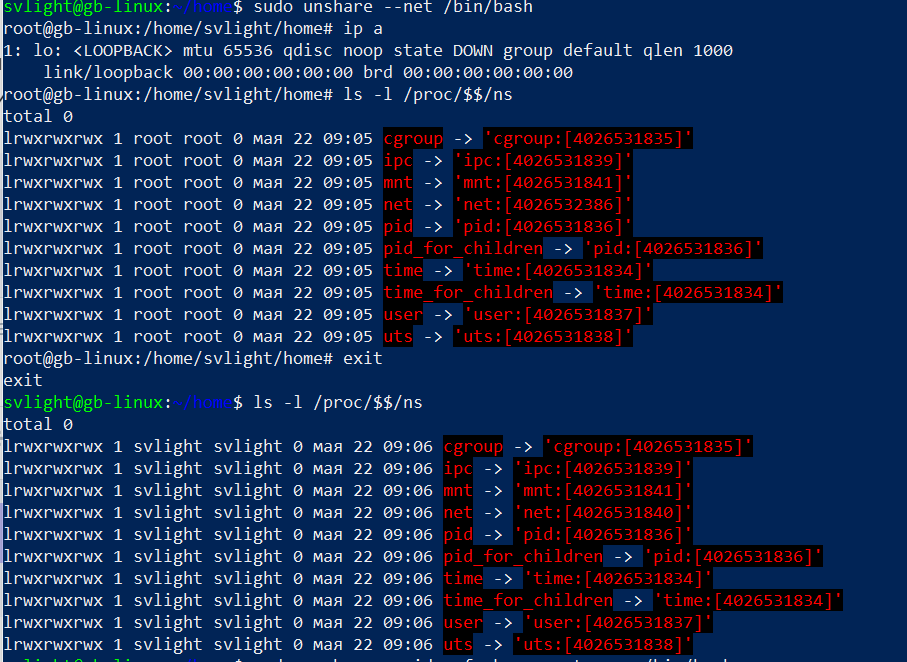 svlight@gb-linux:~/home$ sudo unshare --net /bin/bash
root@gb-linux:/home/svlight/home# ip a
1: lo: <LOOPBACK> mtu 65536 qdisc noop state DOWN group default qlen 1000
    link/loopback 00:00:00:00:00:00 brd 00:00:00:00:00:00
root@gb-linux:/home/svlight/home# ls -l /proc/$$/ns
total 0
lrwxrwxrwx 1 root root 0 мая 22 09:05 cgroup -> 'cgroup:[4026531835]'
lrwxrwxrwx 1 root root 0 мая 22 09:05 ipc -> 'ipc:[4026531839]'
lrwxrwxrwx 1 root root 0 мая 22 09:05 mnt -> 'mnt:[4026531841]'
lrwxrwxrwx 1 root root 0 мая 22 09:05 net -> 'net:[4026532386]'
lrwxrwxrwx 1 root root 0 мая 22 09:05 pid -> 'pid:[4026531836]'
lrwxrwxrwx 1 root root 0 мая 22 09:05 pid_for_children -> 'pid:[4026531836]'
lrwxrwxrwx 1 root root 0 мая 22 09:05 time -> 'time:[4026531834]'
lrwxrwxrwx 1 root root 0 мая 22 09:05 time_for_children -> 'time:[4026531834]'
lrwxrwxrwx 1 root root 0 мая 22 09:05 user -> 'user:[4026531837]'
lrwxrwxrwx 1 root root 0 мая 22 09:05 uts -> 'uts:[4026531838]'
root@gb-linux:/home/svlight/home# exit
exit
svlight@gb-linux:~/home$ ls -l /proc/$$/ns
total 0
lrwxrwxrwx 1 svlight svlight 0 мая 22 09:06 cgroup -> 'cgroup:[4026531835]'
lrwxrwxrwx 1 svlight svlight 0 мая 22 09:06 ipc -> 'ipc:[4026531839]'
lrwxrwxrwx 1 svlight svlight 0 мая 22 09:06 mnt -> 'mnt:[4026531841]'
lrwxrwxrwx 1 svlight svlight 0 мая 22 09:06 net -> 'net:[4026531840]'
lrwxrwxrwx 1 svlight svlight 0 мая 22 09:06 pid -> 'pid:[4026531836]'
lrwxrwxrwx 1 svlight svlight 0 мая 22 09:06 pid_for_children -> 'pid:[4026531836]'
lrwxrwxrwx 1 svlight svlight 0 мая 22 09:06 time -> 'time:[4026531834]'
lrwxrwxrwx 1 svlight svlight 0 мая 22 09:06 time_for_children -> 'time:[4026531834]'
lrwxrwxrwx 1 svlight svlight 0 мая 22 09:06 user -> 'user:[4026531837]'
lrwxrwxrwx 1 svlight svlight 0 мая 22 09:06 uts -> 'uts:[4026531838]'